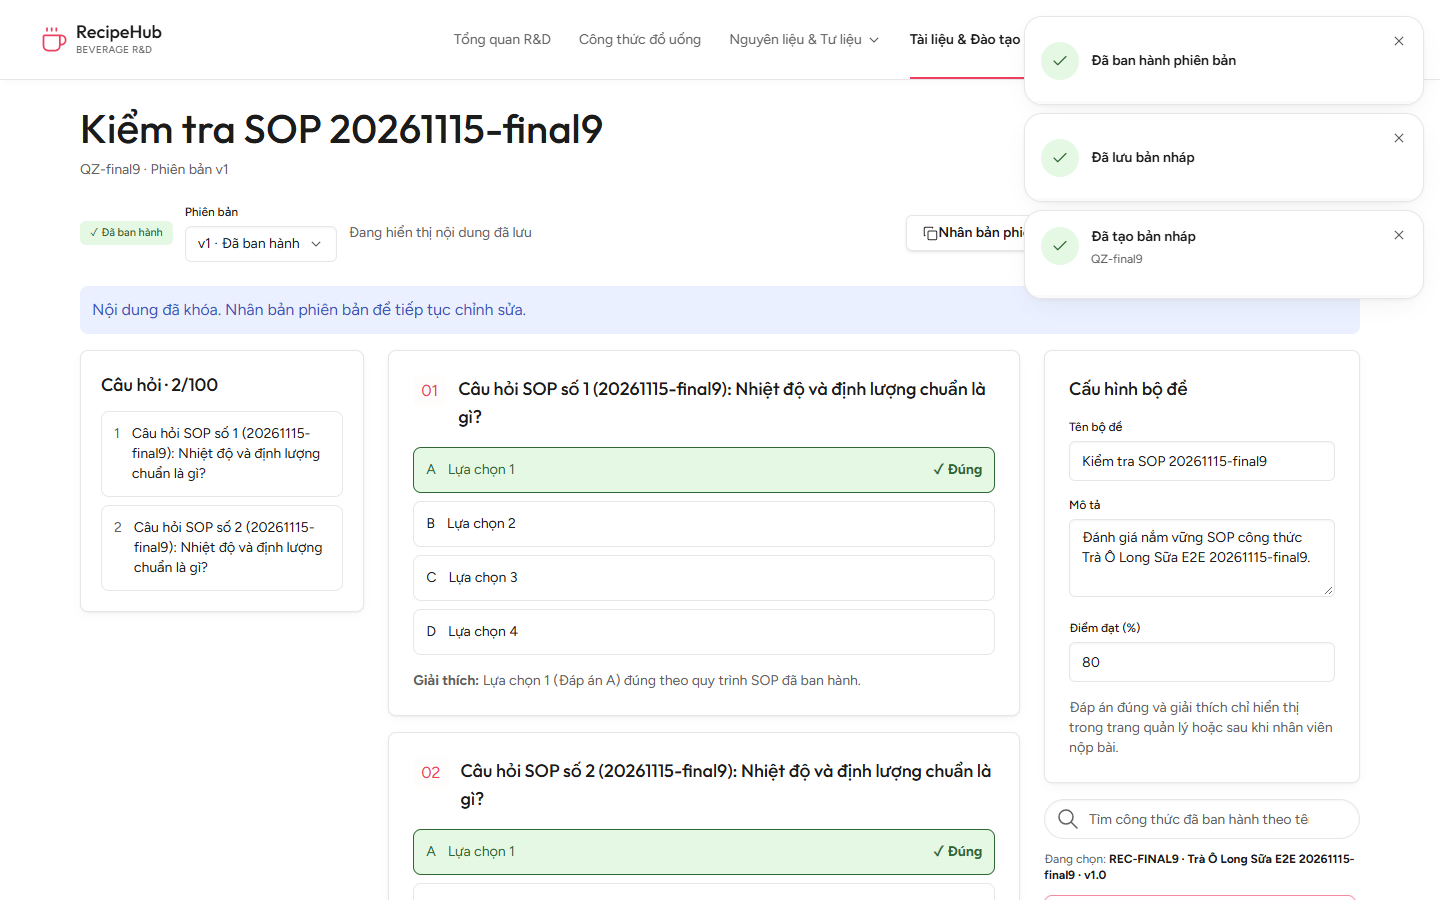 RecipeHub
BEVERAGE R&D
Tổng quan R&D
Công thức đồ uống
Nguyên liệu & Tư liệu
Tài liệu & Đào tạo
Đã ban hành phiên bản
Đã lưu bản nháp
Đã tạo bản nháp
QZ-final9
Kiểm tra SOP 20261115-final9
QZ-final9 · Phiên bản v1
✓ Đã ban hành
Phiên bản
v1 · Đã ban hành
Đang hiển thị nội dung đã lưu
Nhân bản
Nội dung đã khóa. Nhân bản phiên bản để tiếp tục chỉnh sửa.
Câu hỏi · 2/100
1 Câu hỏi SOP số 1 (20261115-
final9): Nhiệt độ và định lượng
chuẩn là gì?
2 Câu hỏi SOP số 2 (20261115-
final9): Nhiệt độ và định lượng
chuẩn là gì?
01 Câu hỏi SOP số 1 (20261115-final9): Nhiệt độ và định lượng chuẩn là
gì?
A Lựa chọn 1 ✓ Đúng
B Lựa chọn 2
C Lựa chọn 3
D Lựa chọn 4
Giải thích: Lựa chọn 1 (Đáp án A) đúng theo quy trình SOP đã ban hành.
02 Câu hỏi SOP số 2 (20261115-final9): Nhiệt độ và định lượng chuẩn là
gì?
A Lựa chọn 1 ✓ Đúng
Cấu hình bộ đề
Tên bộ đề
Kiểm tra SOP 20261115-final9
Mô tả
Đánh giá nắm vững SOP công thức
Trà Ô Long Sữa E2E 20261115-final9.
Điểm đạt (%)
80
Đáp án đúng và giải thích chỉ hiển thị
trong trang quản lý hoặc sau khi nhân viên
nộp bài.
Tìm công thức đã ban hành theo
Đang chọn: REC-FINAL9 · Trà Ô Long Sữa E2E 20261115-
final9 · v1.0